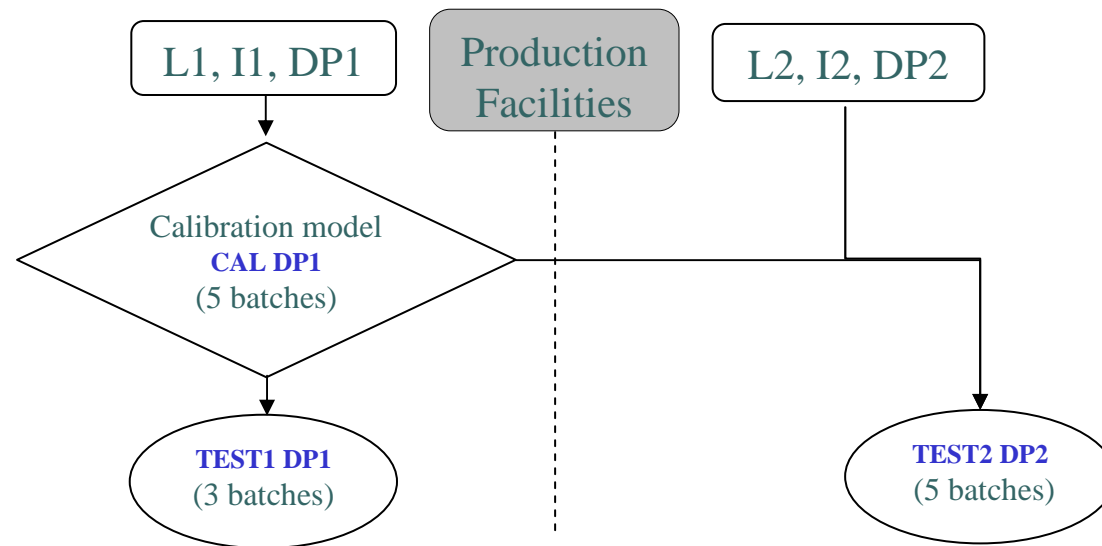 L1, I1, DP1
Production
Facilities
L2, I2, DP2
Calibration model
CAL DP1
(5 batches)
TEST1 DP1
(3 batches)
TEST2 DP2
(5 batches)